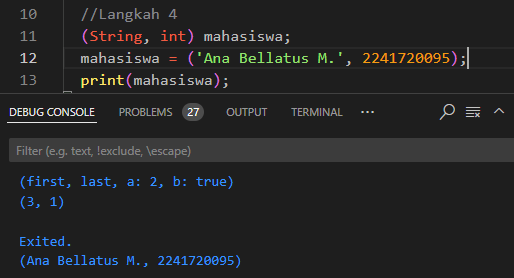 10 //Langkah 4
11 (String, int) mahasiswa;
12 mahasiswa = ('Ana Bellatus M.', 2241720095);
13 print(mahasiswa);
DEBUG CONSOLE PROBLEMS 27 OUTPUT TERMINAL ...
Filter (e.g. text, !exclude, \escape)
(first, last, a: 2, b: true)
(3, 1)
Exited.
(Ana Bellatus M., 2241720095)